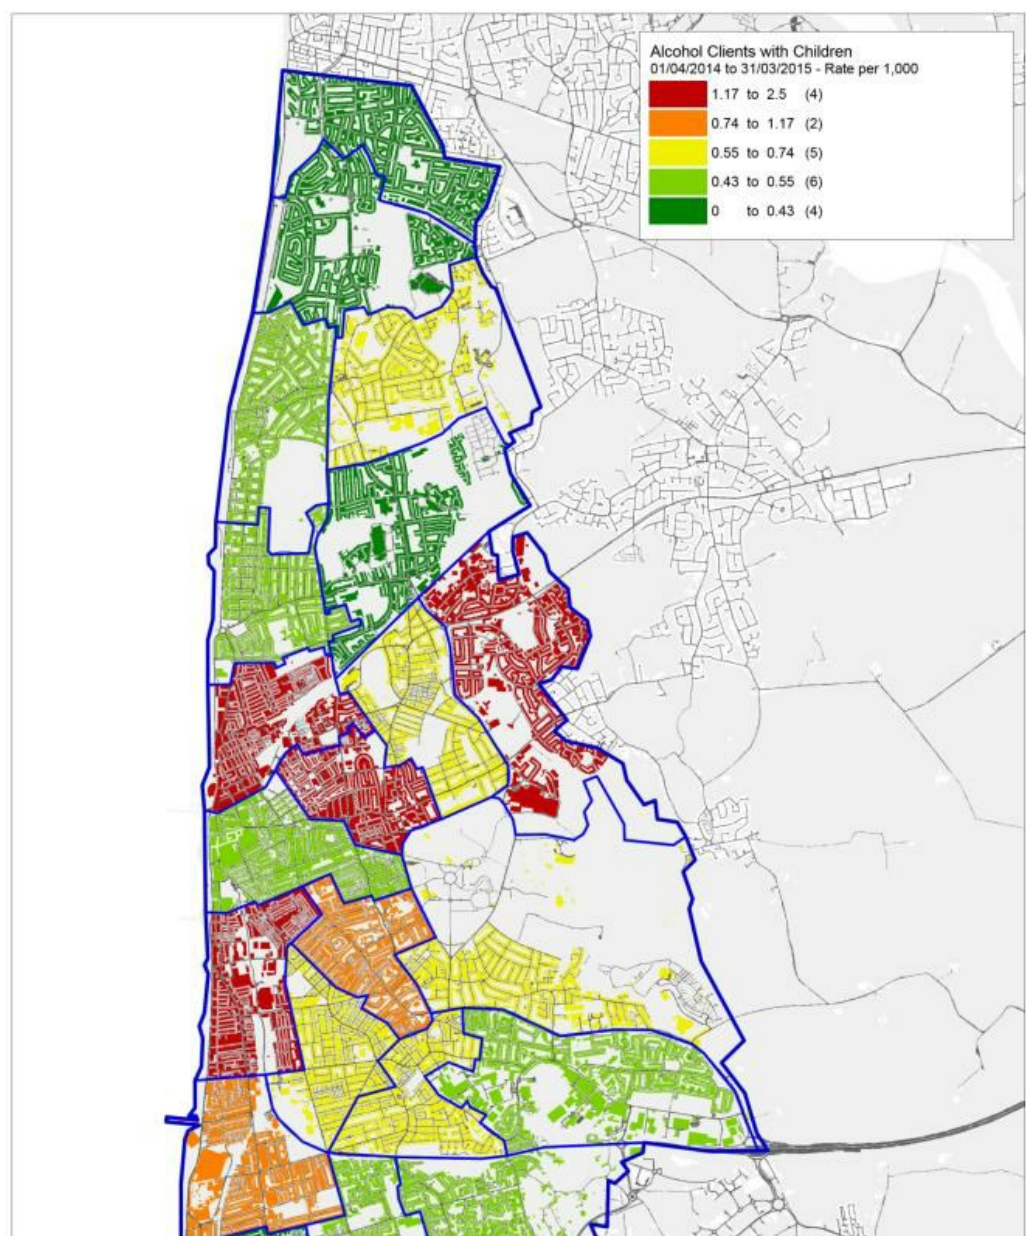 Alcohol Clients with Children
01/04/2014 to 31/03/2015 - Rate per 1,000
1.17 to 2.5 (4)
0.74 to 1.17 (2)
0.55 to 0.74 (5)
0.43 to 0.55 (6)
0 to 0.43 (4)